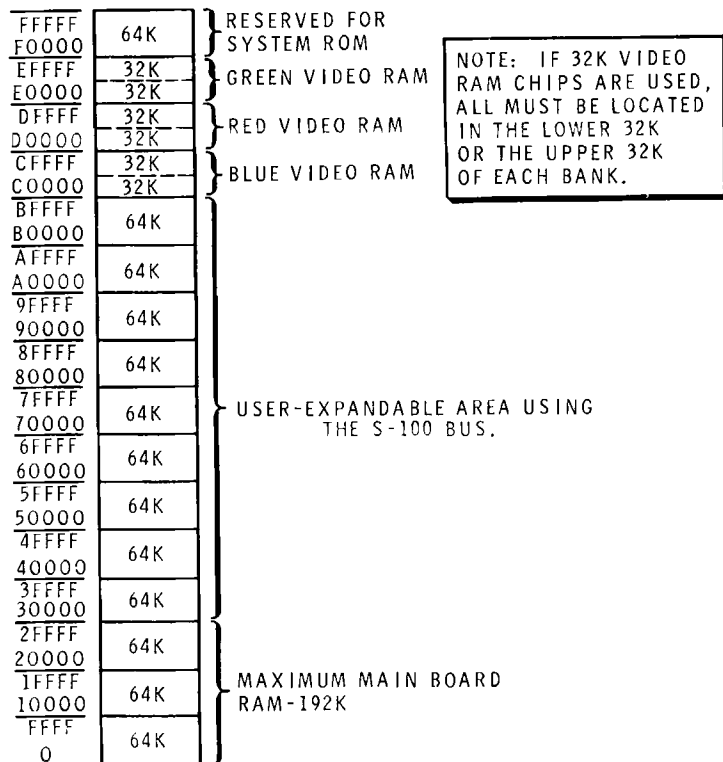 FFFFF
F0000
64K
RESERVED FOR
SYSTEM ROM
EFFFF
E0000
32K
32K
GREEN VIDEO RAM
DFFFF
D0000
32K
32K
RED VIDEO RAM
CFFFF
C0000
32K
32K
BLUE VIDEO RAM
BFFFF
B0000
64K
AFFFF
A0000
64K
9FFFF
90000
64K
8FFFF
80000
64K
7FFFF
70000
64K
6FFFF
60000
64K
5FFFF
50000
64K
4FFFF
40000
64K
3FFFF
30000
64K
USER-EXPANDABLE AREA USING
THE S-100 BUS.
2FFFF
20000
64K
1FFFF
10000
64K
FFFF
0
64K
MAXIMUM MAIN BOARD
RAM-192K
NOTE: IF 32K VIDEO
RAM CHIPS ARE USED,
ALL MUST BE LOCATED
IN THE LOWER 32K
OR THE UPPER 32K
OF EACH BANK.